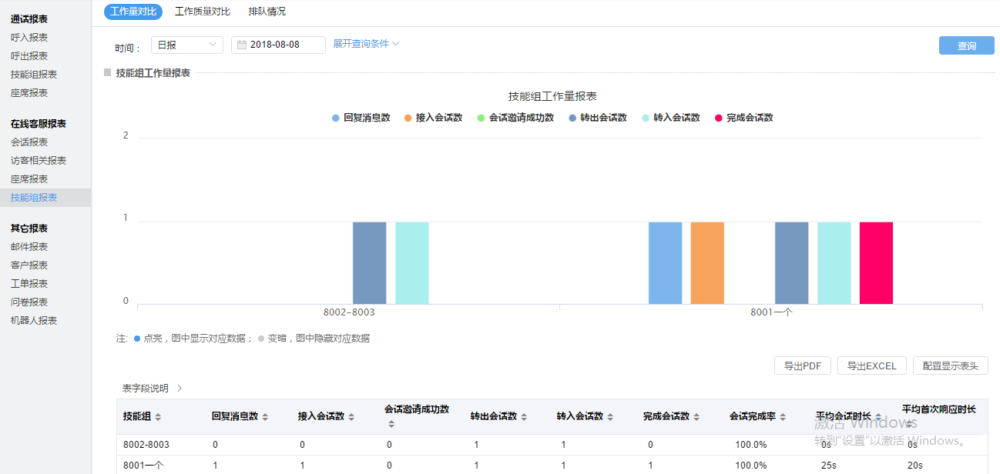 工作量对比 工作质量对比 排队情况
通话报表
呼入报表
呼出报表
技能组报表
座席报表
在线客服报表
会话报表
访客相关报表
座席报表
技能组报表
其它报表
邮件报表
客户报表
工单报表
问卷报表
机器人报表
时间： 日报 2018-08-08 展开查询条件 查询
技能组工作量报表
技能组工作量报表
回复消息数 接入会话数 会话邀请成功数 转出会话数 转入会话数 完成会话数
2
1
0
8002-8003 8001一个
注: 点亮，图中显示对应数据； 变暗，图中隐藏对应数据
导出PDF 导出EXCEL 配置显示表头
表字段说明
技能组 回复消息数 接入会话数 会话邀请成功数 转出会话数 转入会话数 完成会话数 会话完成率 平均会话时长 平均首次响应时长
8002-8003 0 0 0 1 1 0 100.0% 0s 0s
8001一个 1 1 0 1 1 1 100.0% 25s 20s
激活 Windows
转到"设置"以激活 Windows。